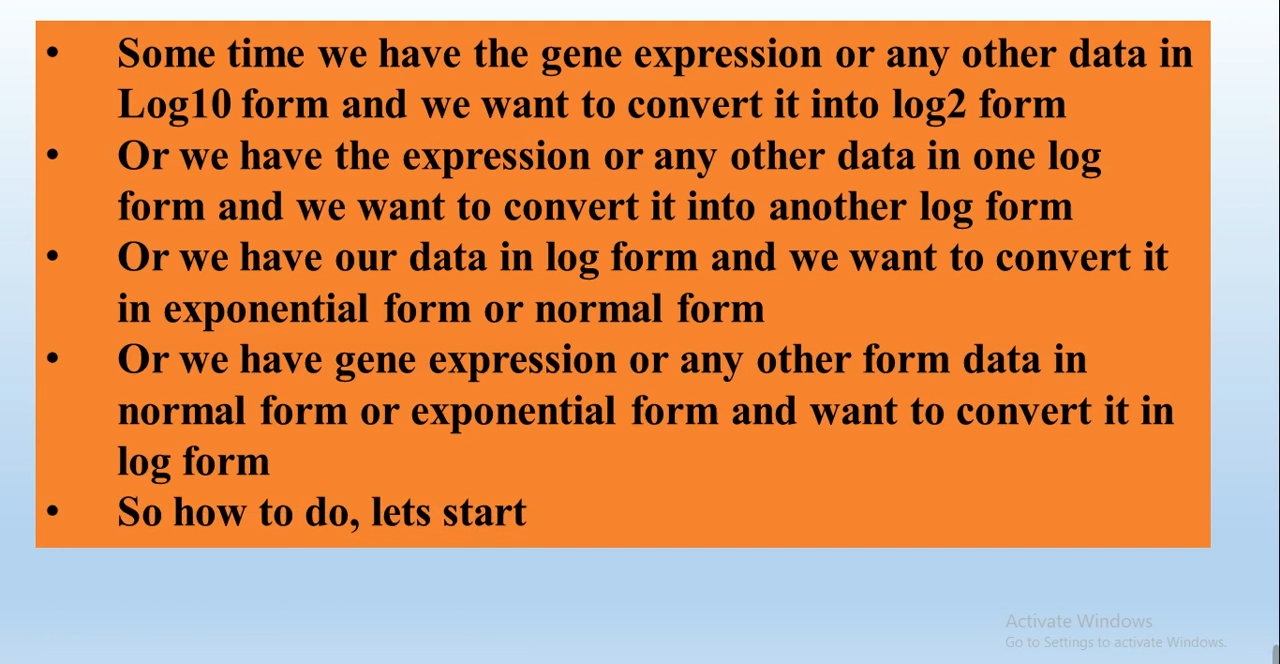 • Some time we have the gene expression or any other data in
Log10 form and we want to convert it into log2 form
• Or we have the expression or any other data in one log
form and we want to convert it into another log form
• Or we have our data in log form and we want to convert it
in exponential form or normal form
• Or we have gene expression or any other form data in
normal form or exponential form and want to convert it in
log form
• So how to do, lets start
Activate Windows
Go to Settings to activate Windows.